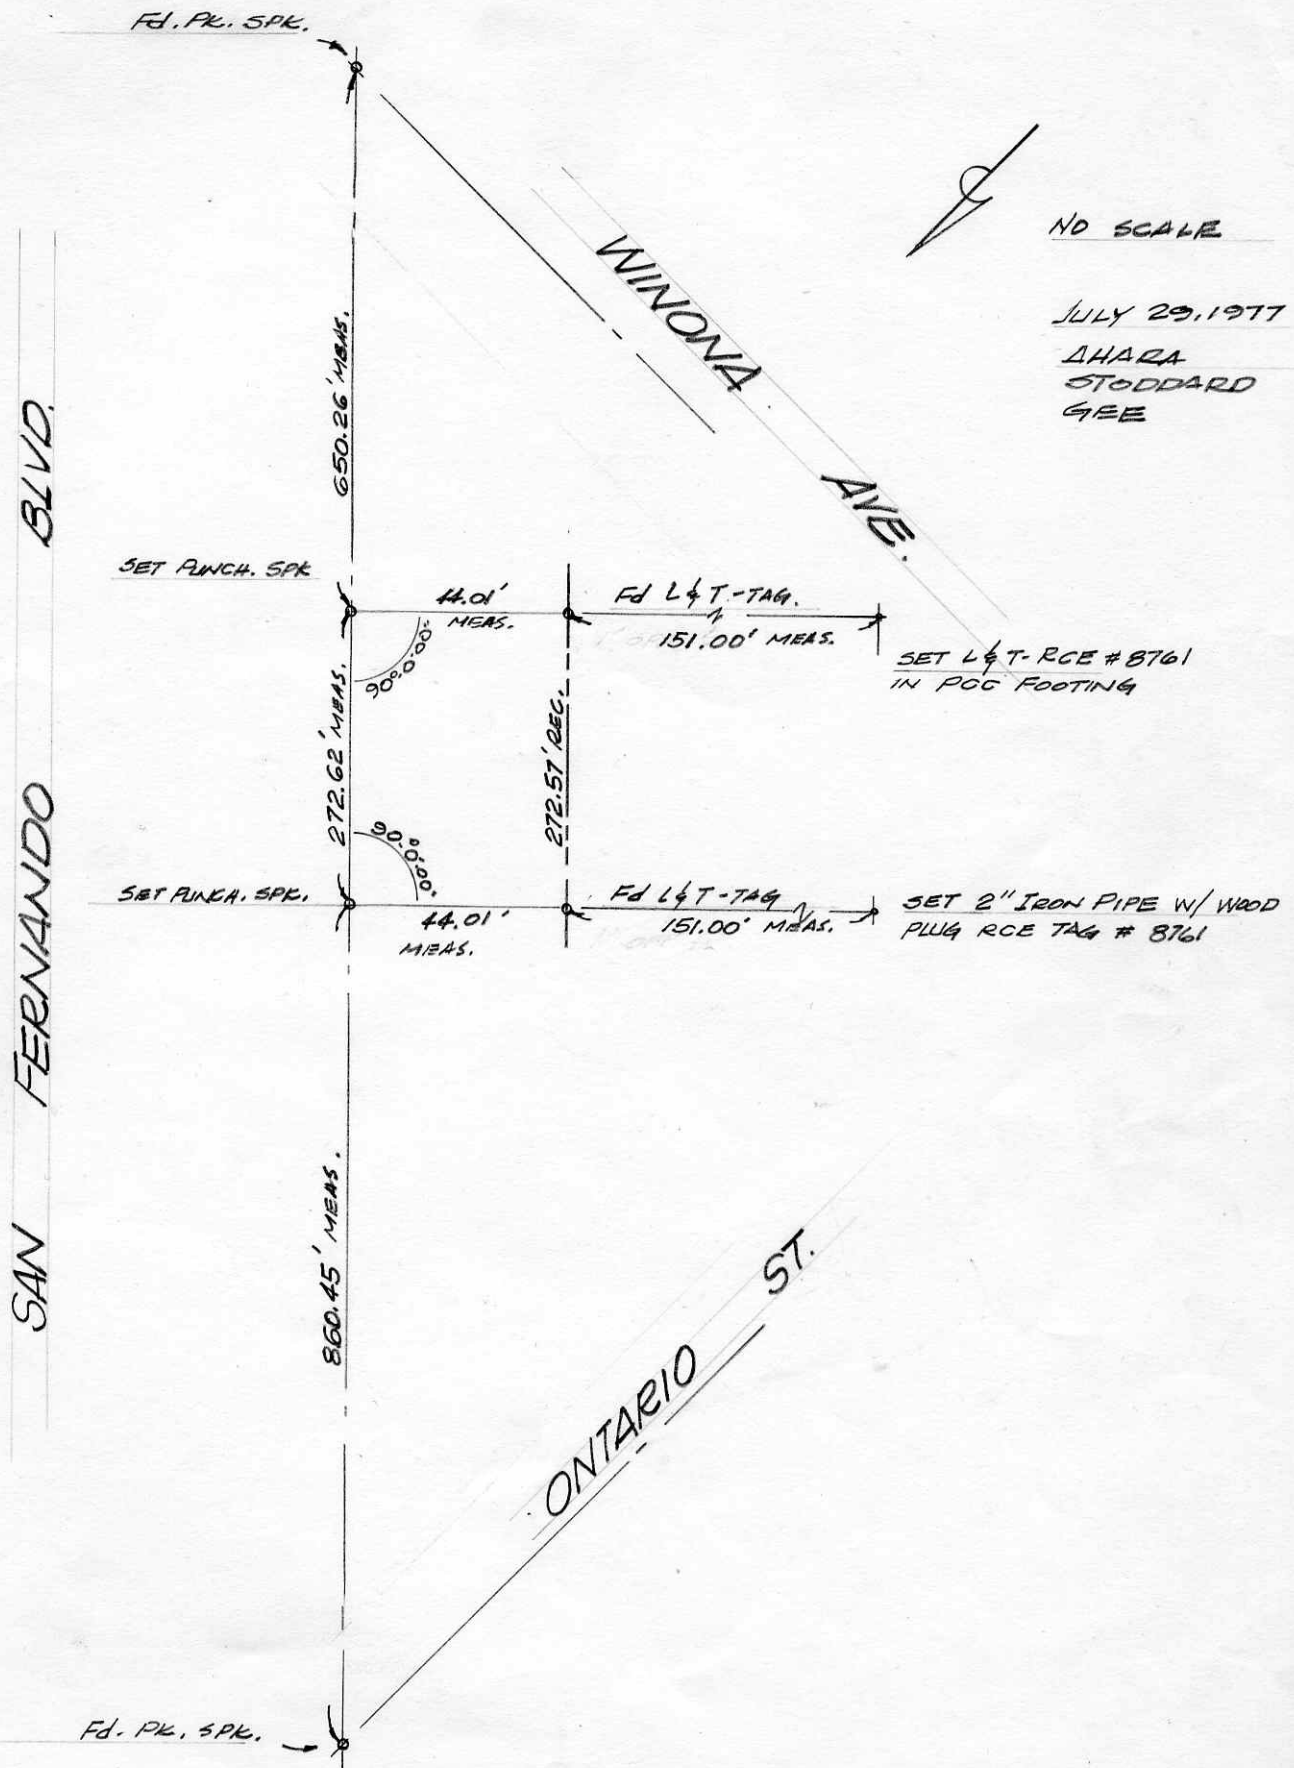 Fd. PK. SPK.
NO SCALE
JULY 29, 1977
AHARA
STODDARD
GEE
WINONA AVE.
650.26' MEAS.
SAN FERNANDO BLVD.
SET PUNCH. SPK
44.01'
MEAS.
Fd L&T-TAG.
151.00' MEAS.
SET L&T-RCE #8761
IN PCC FOOTING
90°0'00"
272.62' MEAS.
272.57' REC.
90°0'00"
SET PUNCH. SPK.
44.01'
MEAS.
Fd L&T-TAG
151.00' MEAS.
SET 2" IRON PIPE W/ WOOD
PLUG RCE TAG # 8761
860.45' MEAS.
ONTARIO ST.
Fd. PK. SPK.